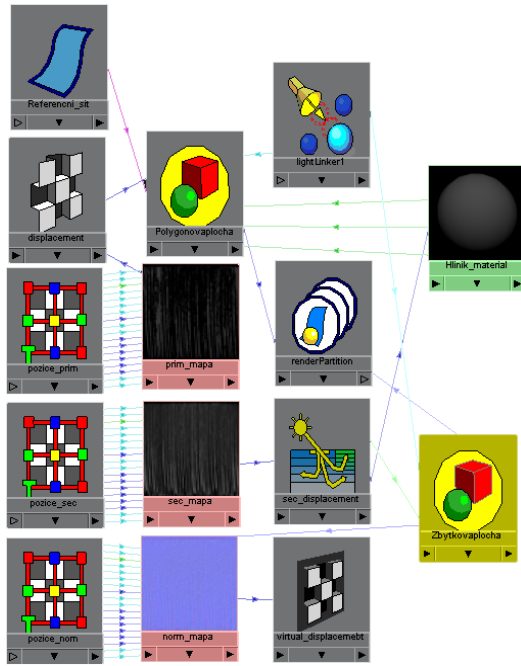 Referencni_sit
lightLinker1
displacement
Polygonovaplocha
Hlinik_material
pozice_prim
prim_mapa
renderPartition
pozice_sec
sec_mapa
sec_displacement
Zbytkovaplocha
pozice_nom
norm_mapa
virtual_displacemebt